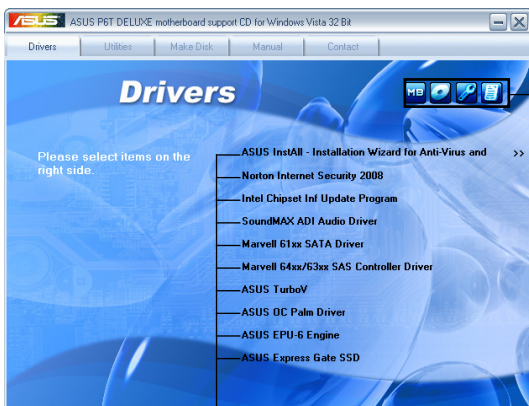 ASUS P6T DELUXE motherboard support CD for Windows Vista 32 Bit
Drivers Utilities Make Disk Manual Contact
Drivers
MB
Please select items on the
right side.
ASUS InstAll - Installation Wizard for Anti-Virus and >>
Norton Internet Security 2008
Intel Chipset Inf Update Program
SoundMAX ADI Audio Driver
Marvell 61xx SATA Driver
Marvell 64xx/63xx SAS Controller Driver
ASUS TurboV
ASUS OC Palm Driver
ASUS EPU-6 Engine
ASUS Express Gate SSD